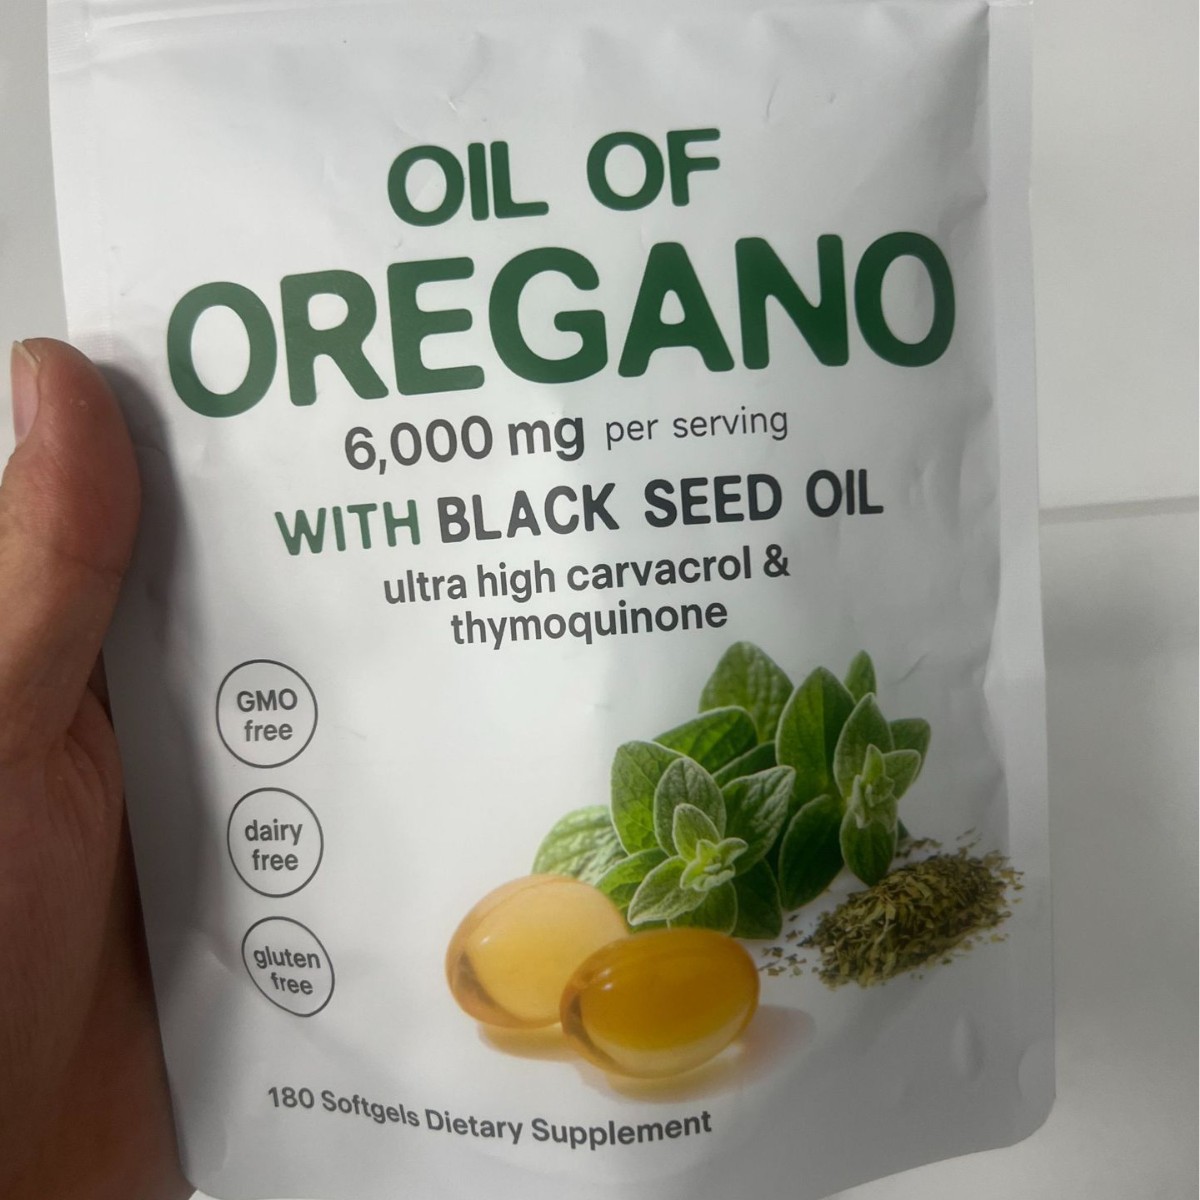 OIL OF
OREGANO
6,000 mg per serving
WITH BLACK SEED OIL
ultra high carvacrol &
thymoquinone
GMO
free
dairy
free
gluten
free
180 Softgels Dietary Supplement